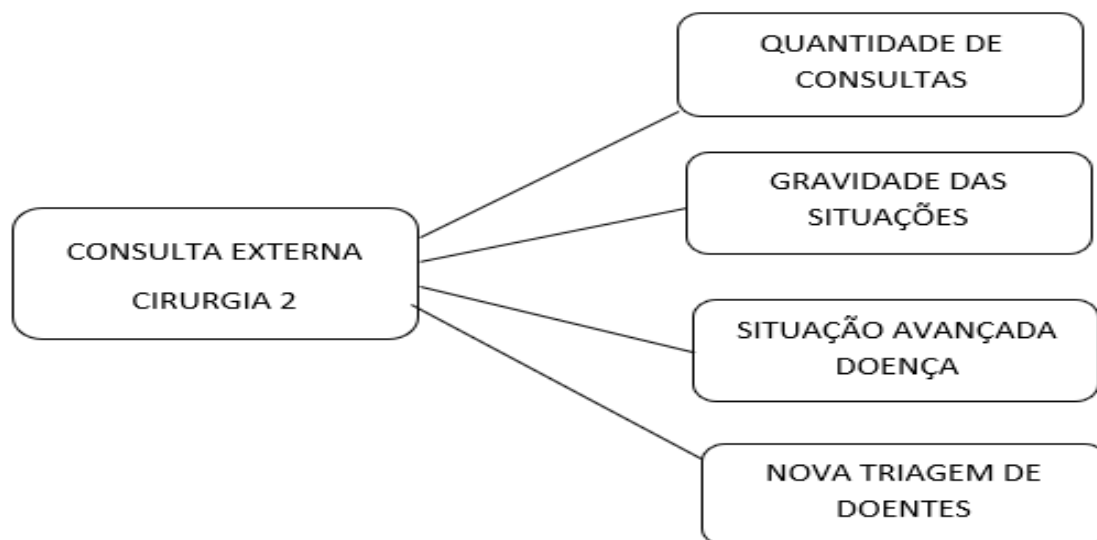 QUANTIDADE DE
CONSULTAS
GRAVIDADE DAS
SITUAÇÕES
CONSULTA EXTERNA
CIRURGIA 2
SITUAÇÃO AVANÇADA
DOENÇA
NOVA TRIAGEM DE
DOENTES